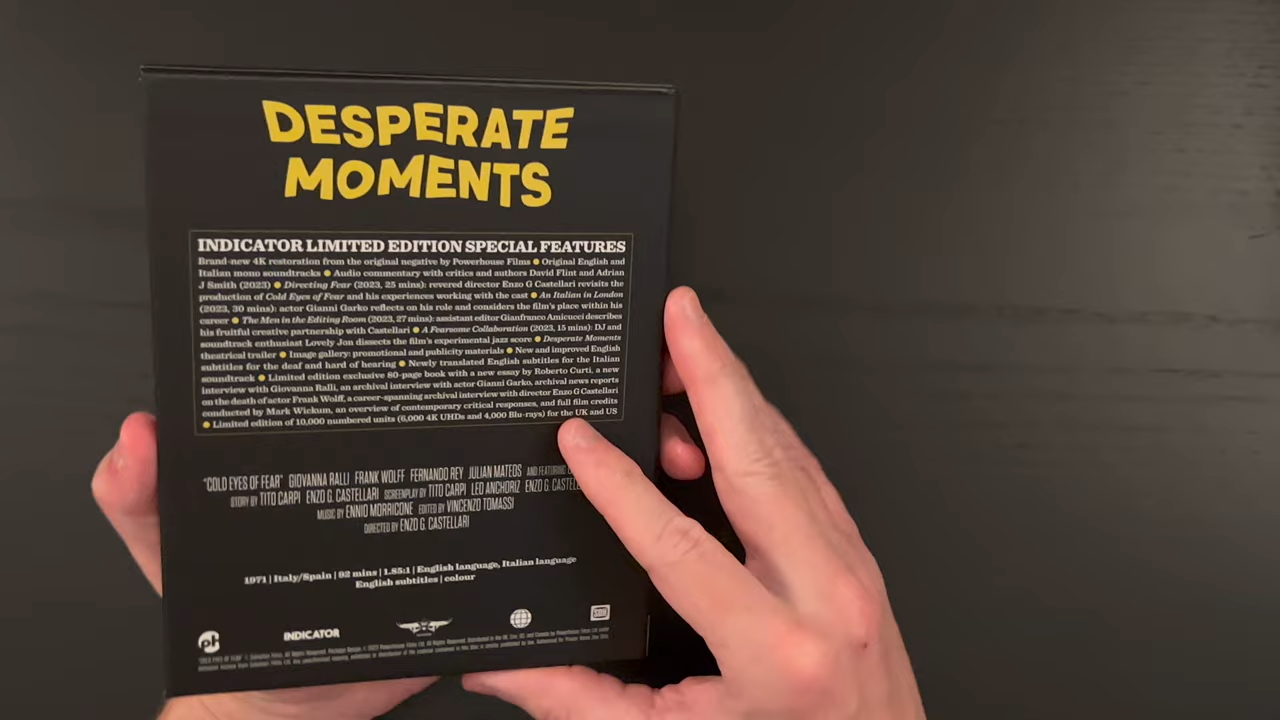 DESPERATE
MOMENTS
INDICATOR LIMITED EDITION SPECIAL FEATURES
Brand-new 4K restoration from the original negative by Powerhouse Films ● Original English and
Italian mono soundtracks ● Audio commentary with critics and authors David Flint and Adrian
J Smith (2023) ● Directing Fear (2023, 25 mins): revered director Enzo G Castellari revisits the
production of Cold Eyes of Fear and his experiences working with the cast ● An Italian in London
(2023, 30 mins): actor Gianni Garko reflects on his role and considers the film's place within his
career ● The Men in the Editing Room (2023, 27 mins): assistant editor Gianfranco Amicucci describes
his fruitful creative partnership with Castellari ● A Fearsome Collaboration (2023, 15 mins): DJ and
soundtrack enthusiast Lovely Jon dissects the film's experimental jazz score ● Desperate Moments
theatrical trailer ● Image gallery: promotional and publicity materials ● New and improved English
subtitles for the deaf and hard of hearing ● Newly translated English subtitles for the Italian
soundtrack ● Limited edition exclusive 80-page book with a new essay by Roberto Curti, a new
interview with Giovanna Ralli, an archival interview with actor Gianni Garko, archival news reports
on the death of actor Frank Wolff, a career-spanning archival interview with director Enzo G Castellari
conducted by Mark Wickum, an overview of contemporary critical responses, and full film credits
● Limited edition of 10,000 numbered units (6,000 4K UHDs and 4,000 Blu-rays) for the UK and US
"COLD EYES OF FEAR" GIOVANNA RALLI FRANK WOLFF FERNANDO REY JULIAN MATEOS AND FEATURING
STORY BY TITO CARPI ENZO G. CASTELLARI SCREENPLAY BY TITO CARPI LEO ANCHORIZ ENZO G.
MUSIC BY ENNIO MORRICONE EDITED BY VINCENZO TOMASSI
DIRECTED BY ENZO G. CASTELLARI
1971 | Italy/Spain | 92 mins | 1.85:1 | English language, Italian language
English subtitles | colour
INDICATOR